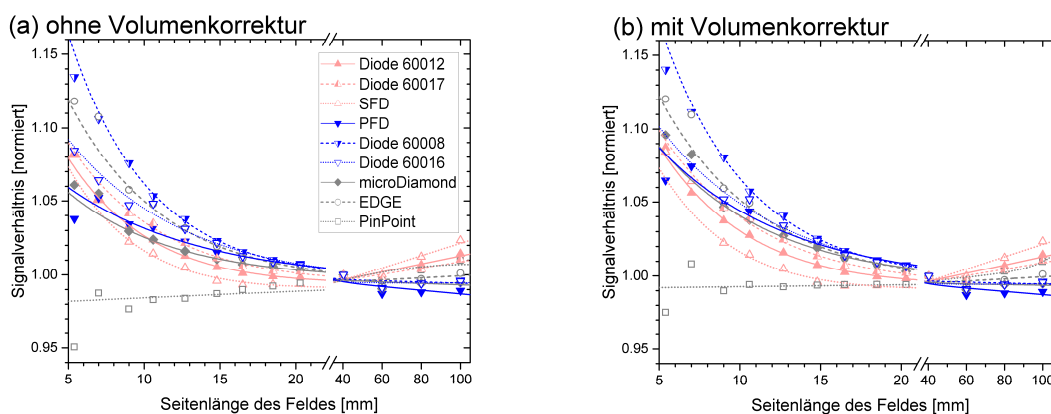 (a) ohne Volumenkorrektur
1.15
1.10
1.05
1.00
0.95
Signalverhältnis [normiert]
Diode 60012
Diode 60017
SFD
PFD
Diode 60008
Diode 60016
microDiamond
EDGE
PinPoint
5 10 15 20 40 60 80 100
Seitenlänge des Feldes [mm]
(b) mit Volumenkorrektur
1.15
1.10
1.05
1.00
0.95
Signalverhältnis [normiert]
5 10 15 20 40 60 80 100
Seitenlänge des Feldes [mm]